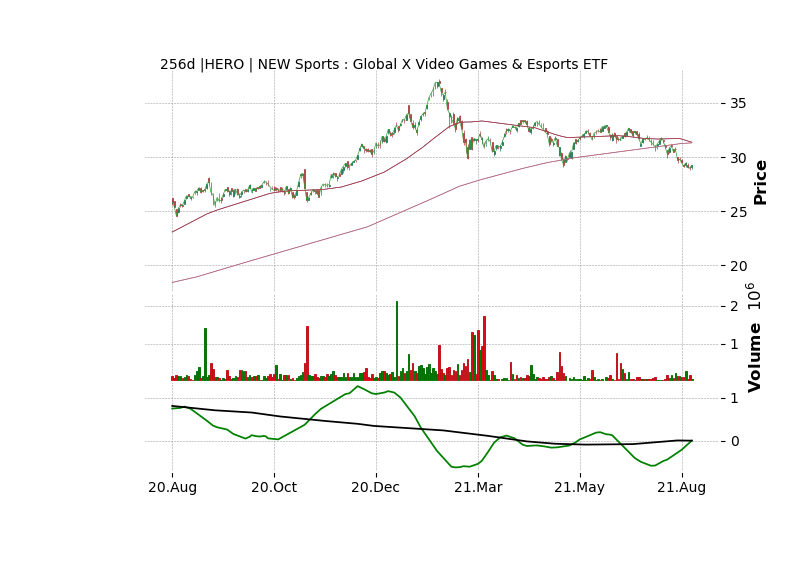 256d |HERO | NEW Sports : Global X Video Games & Esports ETF
35
30
25
20
Price
2
1
Volume 10^6
1
0
20.Aug 20.Oct 20.Dec 21.Mar 21.May 21.Aug